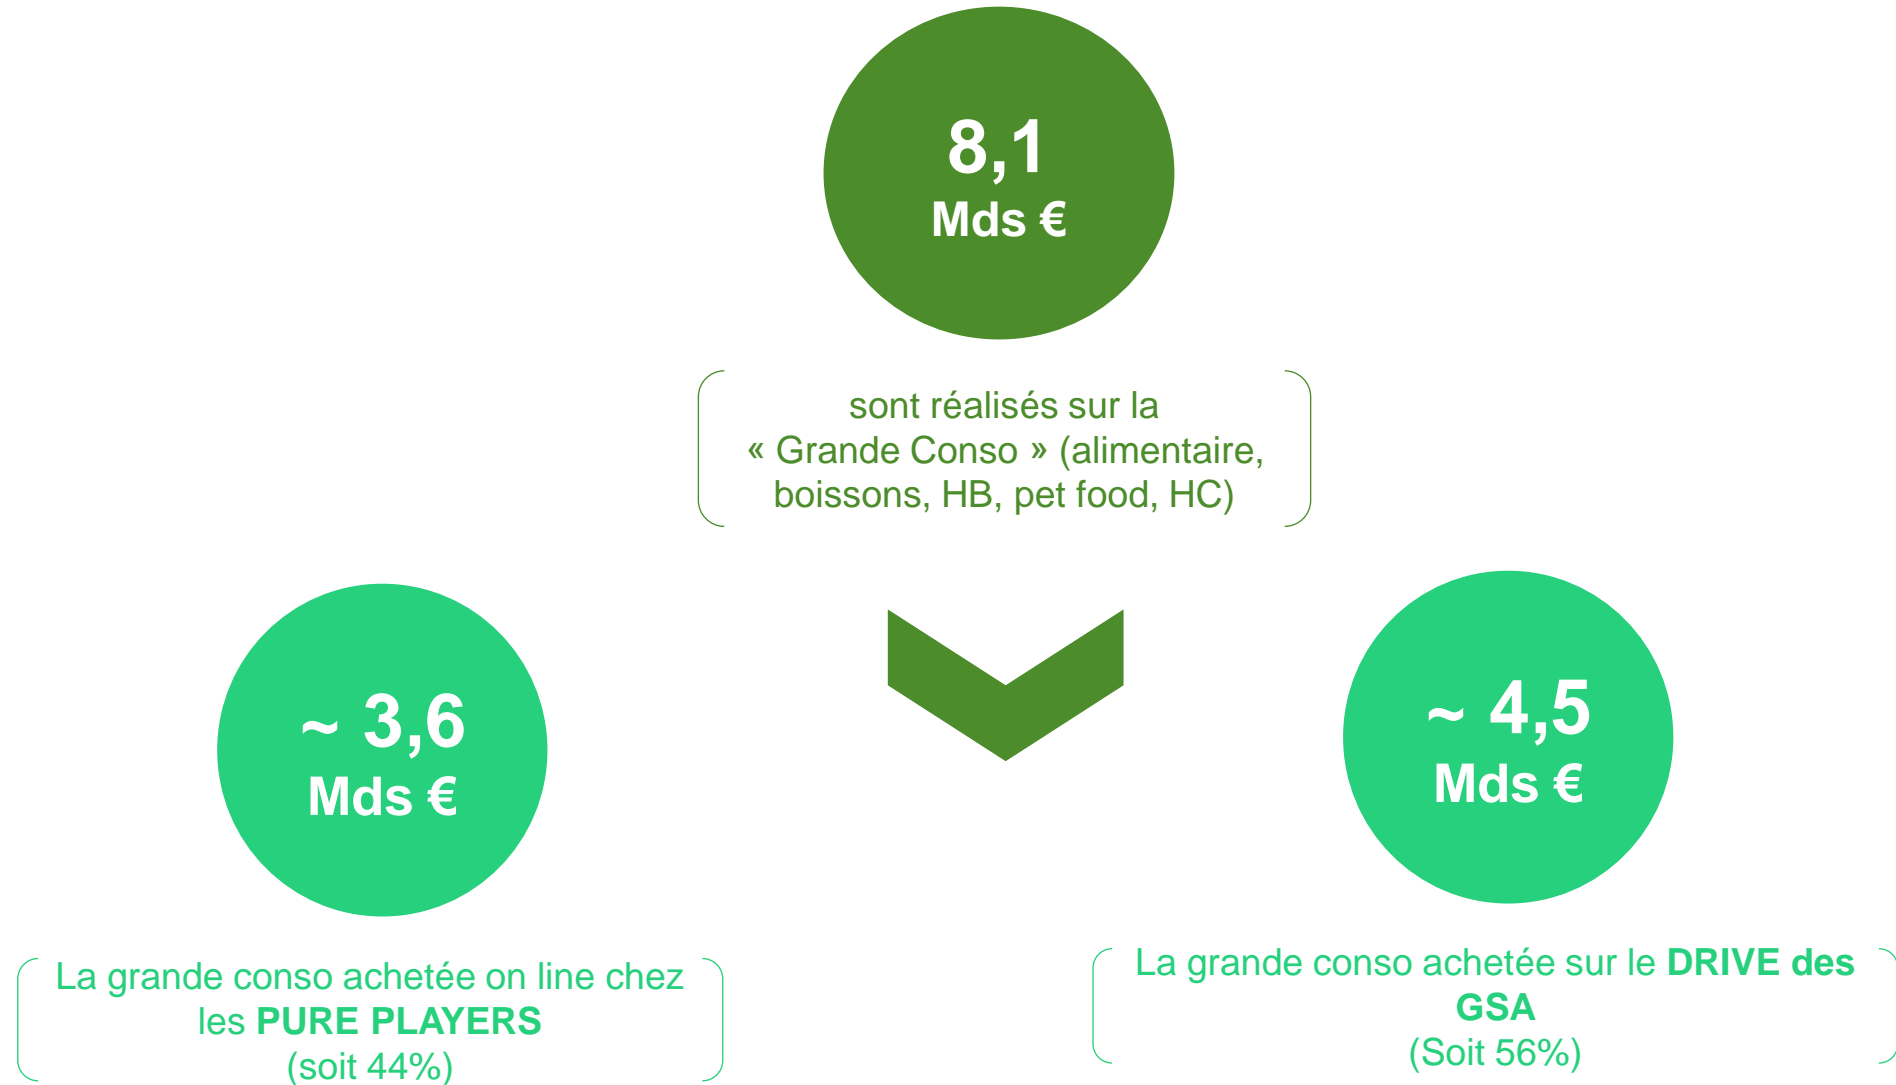 8,1
Mds €
sont réalisés sur la
« Grande Conso » (alimentaire,
boissons, HB, pet food, HC)
~ 3,6
Mds €
La grande conso achetée on line chez
les PURE PLAYERS
(soit 44%)
~ 4,5
Mds €
La grande conso achetée sur le DRIVE des
GSA
(Soit 56%)